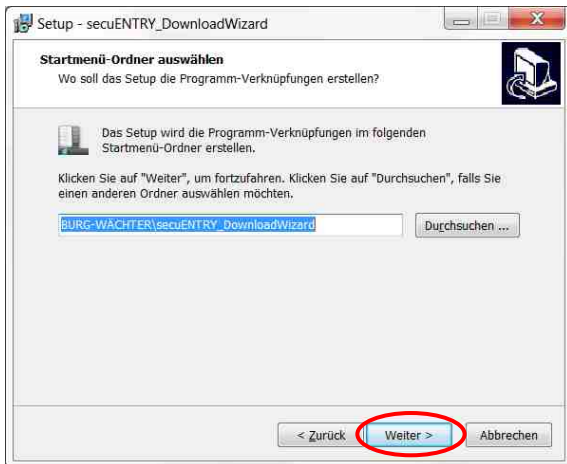 Setup - secuENTRY_DownloadWizard
Startmenü-Ordner auswählen
Wo soll das Setup die Programm-Verknüpfungen erstellen?
Das Setup wird die Programm-Verknüpfungen im folgenden
Startmenü-Ordner erstellen.
Klicken Sie auf "Weiter", um fortzufahren. Klicken Sie auf "Durchsuchen", falls Sie
einen anderen Ordner auswählen möchten.
BURG-WÄCHTER\secuENTRY_DownloadWizard
Durchsuchen ...
< Zurück
Weiter >
Abbrechen